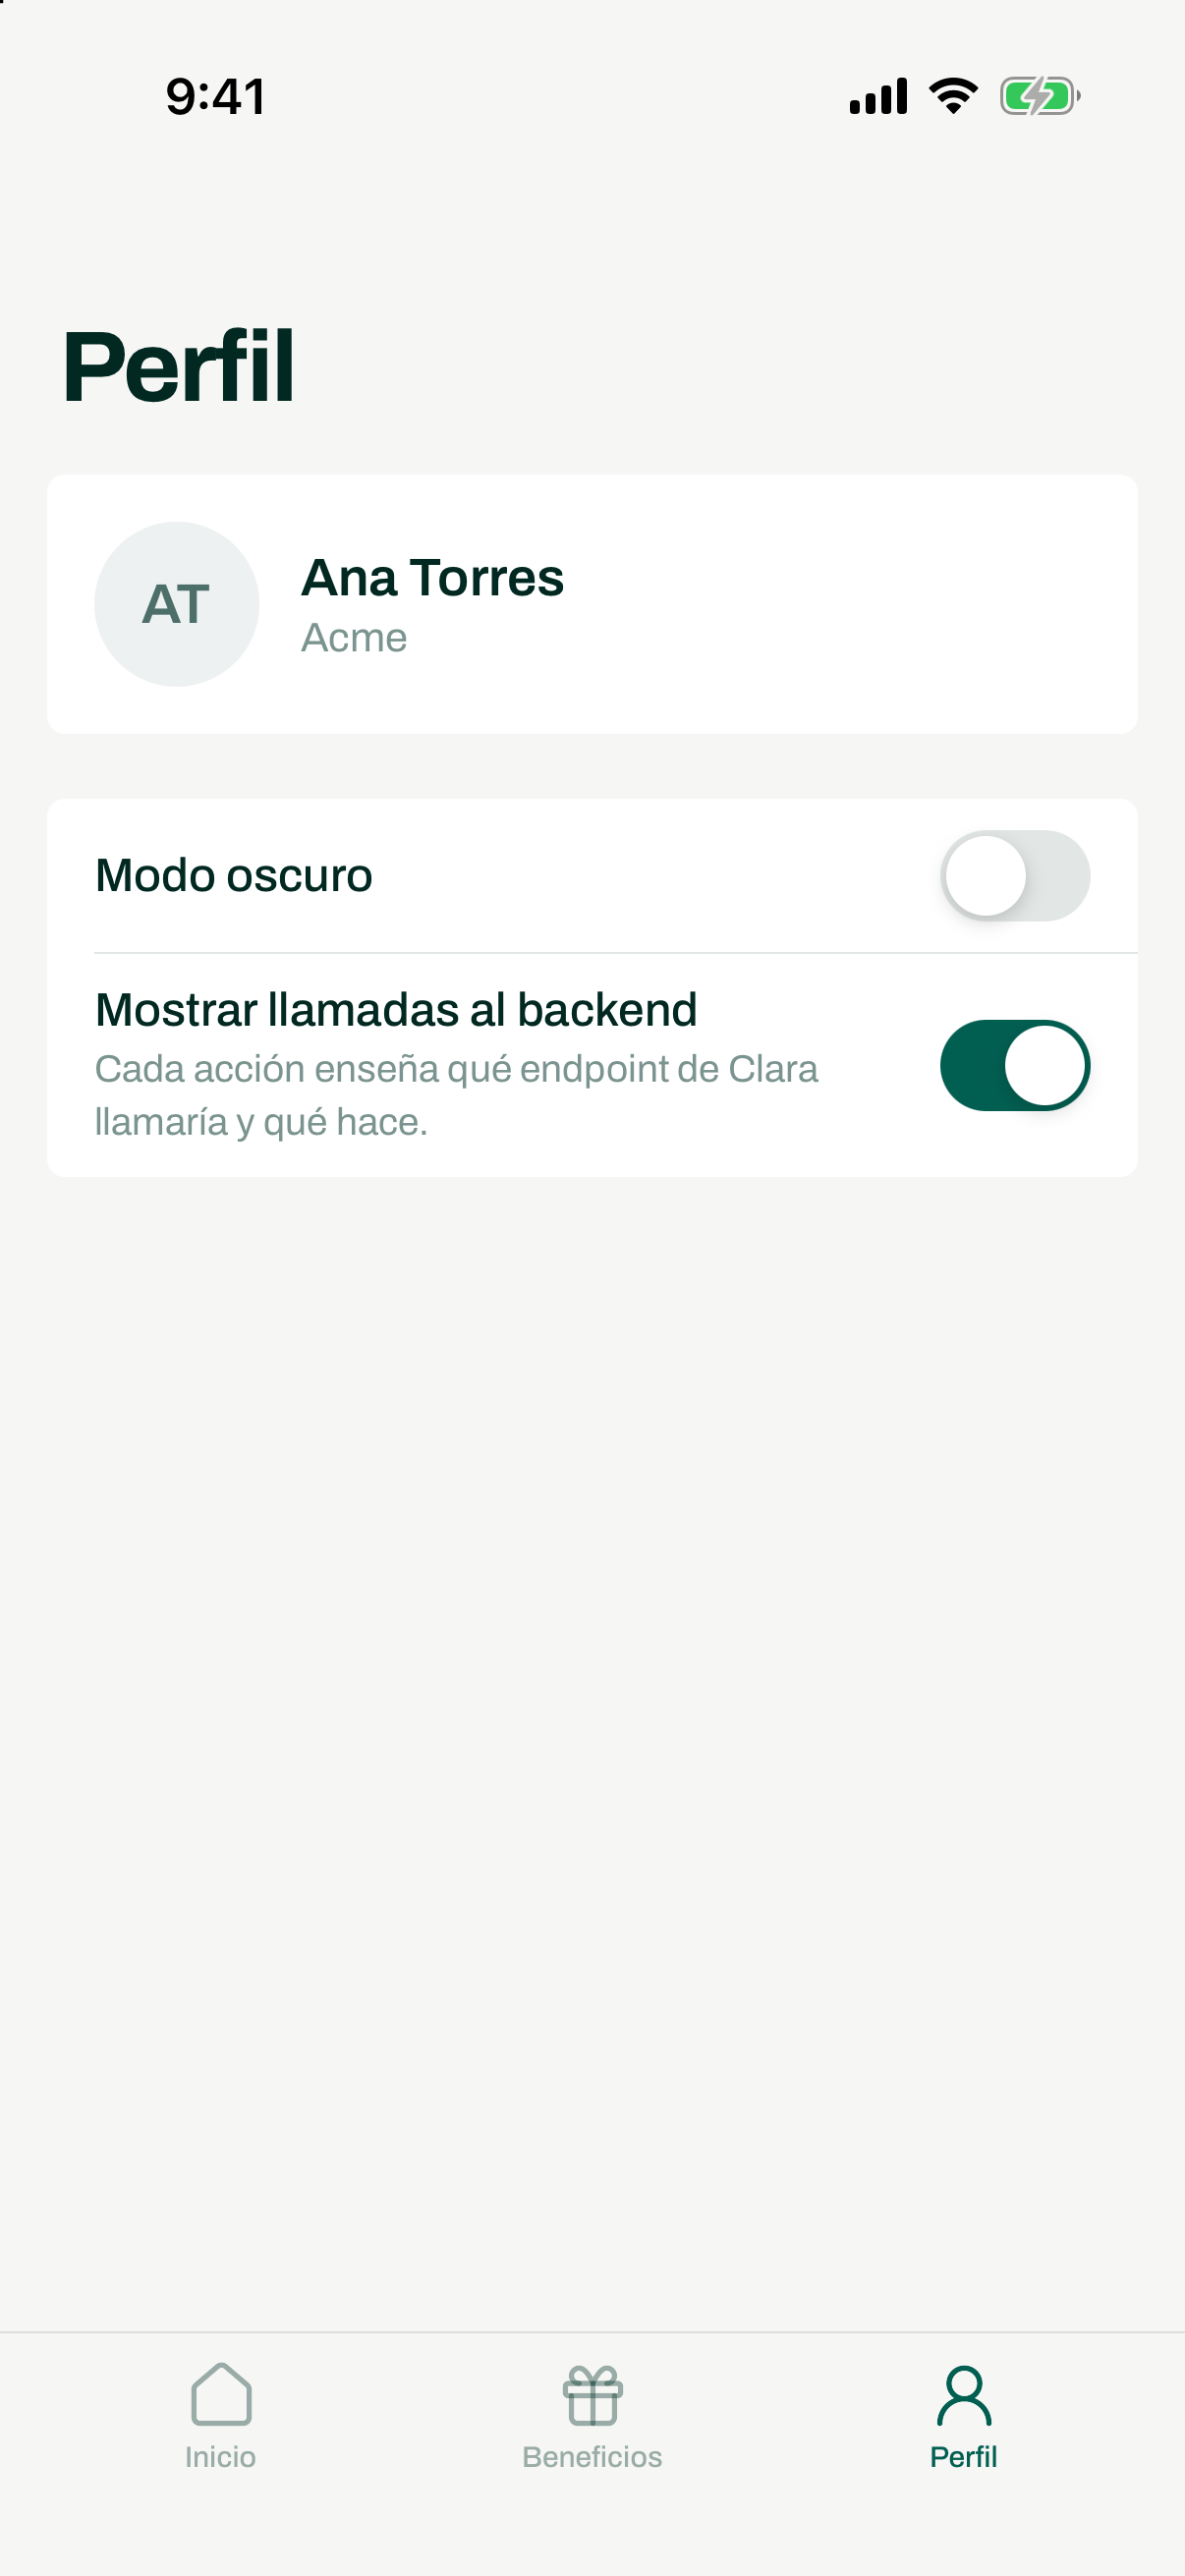 9:41
Perfil
AT
Ana Torres
Acme
Modo oscuro
Mostrar llamadas al backend
Cada acción enseña qué endpoint de Clara
llamaría y qué hace.
Inicio
Beneficios
Perfil